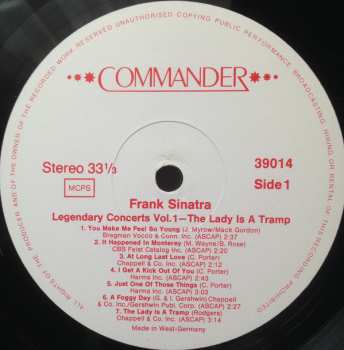 ALL RIGHTS OF THE PRODUCER AND OF THE OWNER OF THE RECORDED WORK RESERVED UNAUTHORISED COPYING PUBLIC PERFORMANCE, BROADCASTING, HIRING OR RENTAL OF THIS RECORDING PROHIBITED
COMMANDER
Stereo 33⅓
39014
MCPS
Side 1
Frank Sinatra
Legendary Concerts Vol.1—The Lady Is A Tramp
1. You Make Me Feel So Young (J. Myrow/Mack Gordon)
Bregman Vocco & Conn. Inc. (ASCAP) 2:37
2. It Happened In Monterey (M. Wayne/B. Rose)
CBS Feist Catalog Inc. (ASCAP) 2:20
3. At Long Last Love (C. Porter)
Chappell & Co. Inc. (ASCAP) 2:12
4. I Get A Kick Out Of You (C. Porter)
Harms Inc. (ASCAP) 2:43
5. Just One Of Those Things (C. Porter)
Harms Inc. (ASCAP) 3:03
6. A Foggy Day (G. & I. Gershwin) Chappell &
Co. Inc/Gershwin Publ. Corp. (ASCAP) 2:27
7. The Lady Is A Tramp (Rodgers)
Chappell & Co. Inc. (ASCAP) 3:14
Made in West-Germany